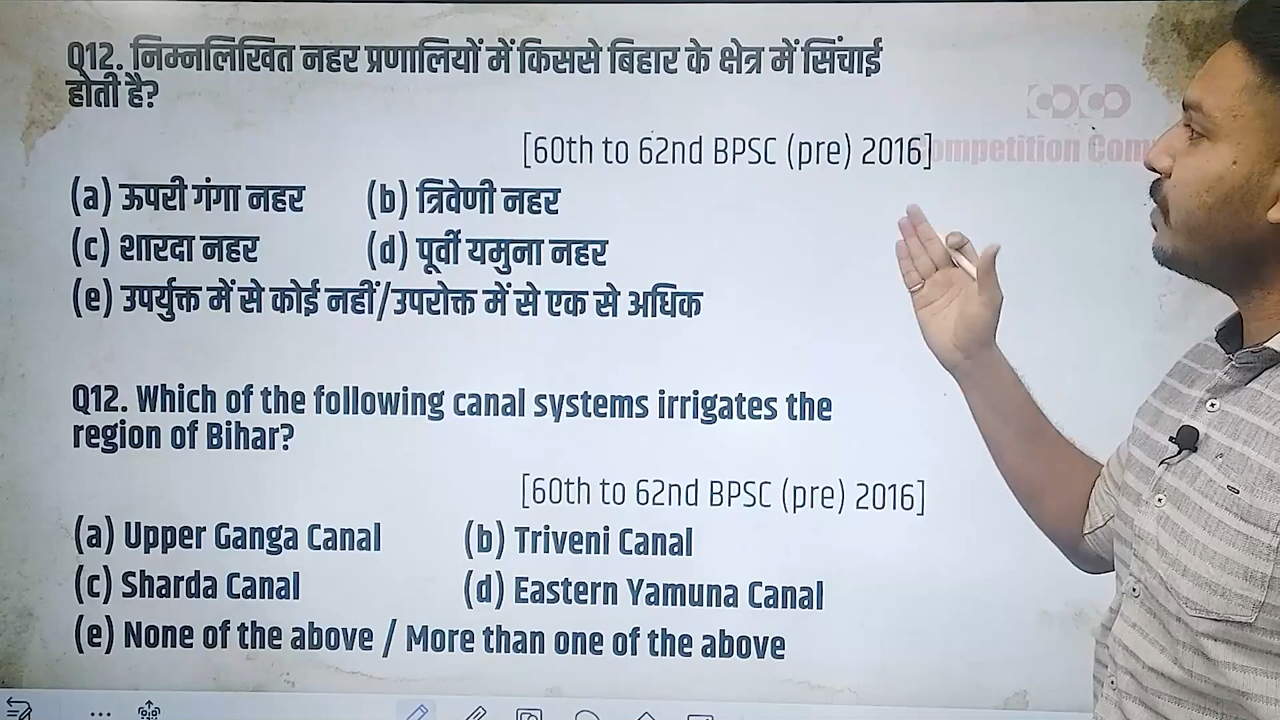 Q12. निम्नलिखित नहर प्रणालियों में किससे बिहार के क्षेत्र में सिंचाई
होती है?
[60th to 62nd BPSC (pre) 2016]
(a) ऊपरी गंगा नहर (b) त्रिवेणी नहर
(c) शारदा नहर (d) पूर्वी यमुना नहर
(e) उपर्युक्त में से कोई नहीं/उपरोक्त में से एक से अधिक
Q12. Which of the following canal systems irrigates the
region of Bihar?
[60th to 62nd BPSC (pre) 2016]
(a) Upper Ganga Canal (b) Triveni Canal
(c) Sharda Canal (d) Eastern Yamuna Canal
(e) None of the above / More than one of the above